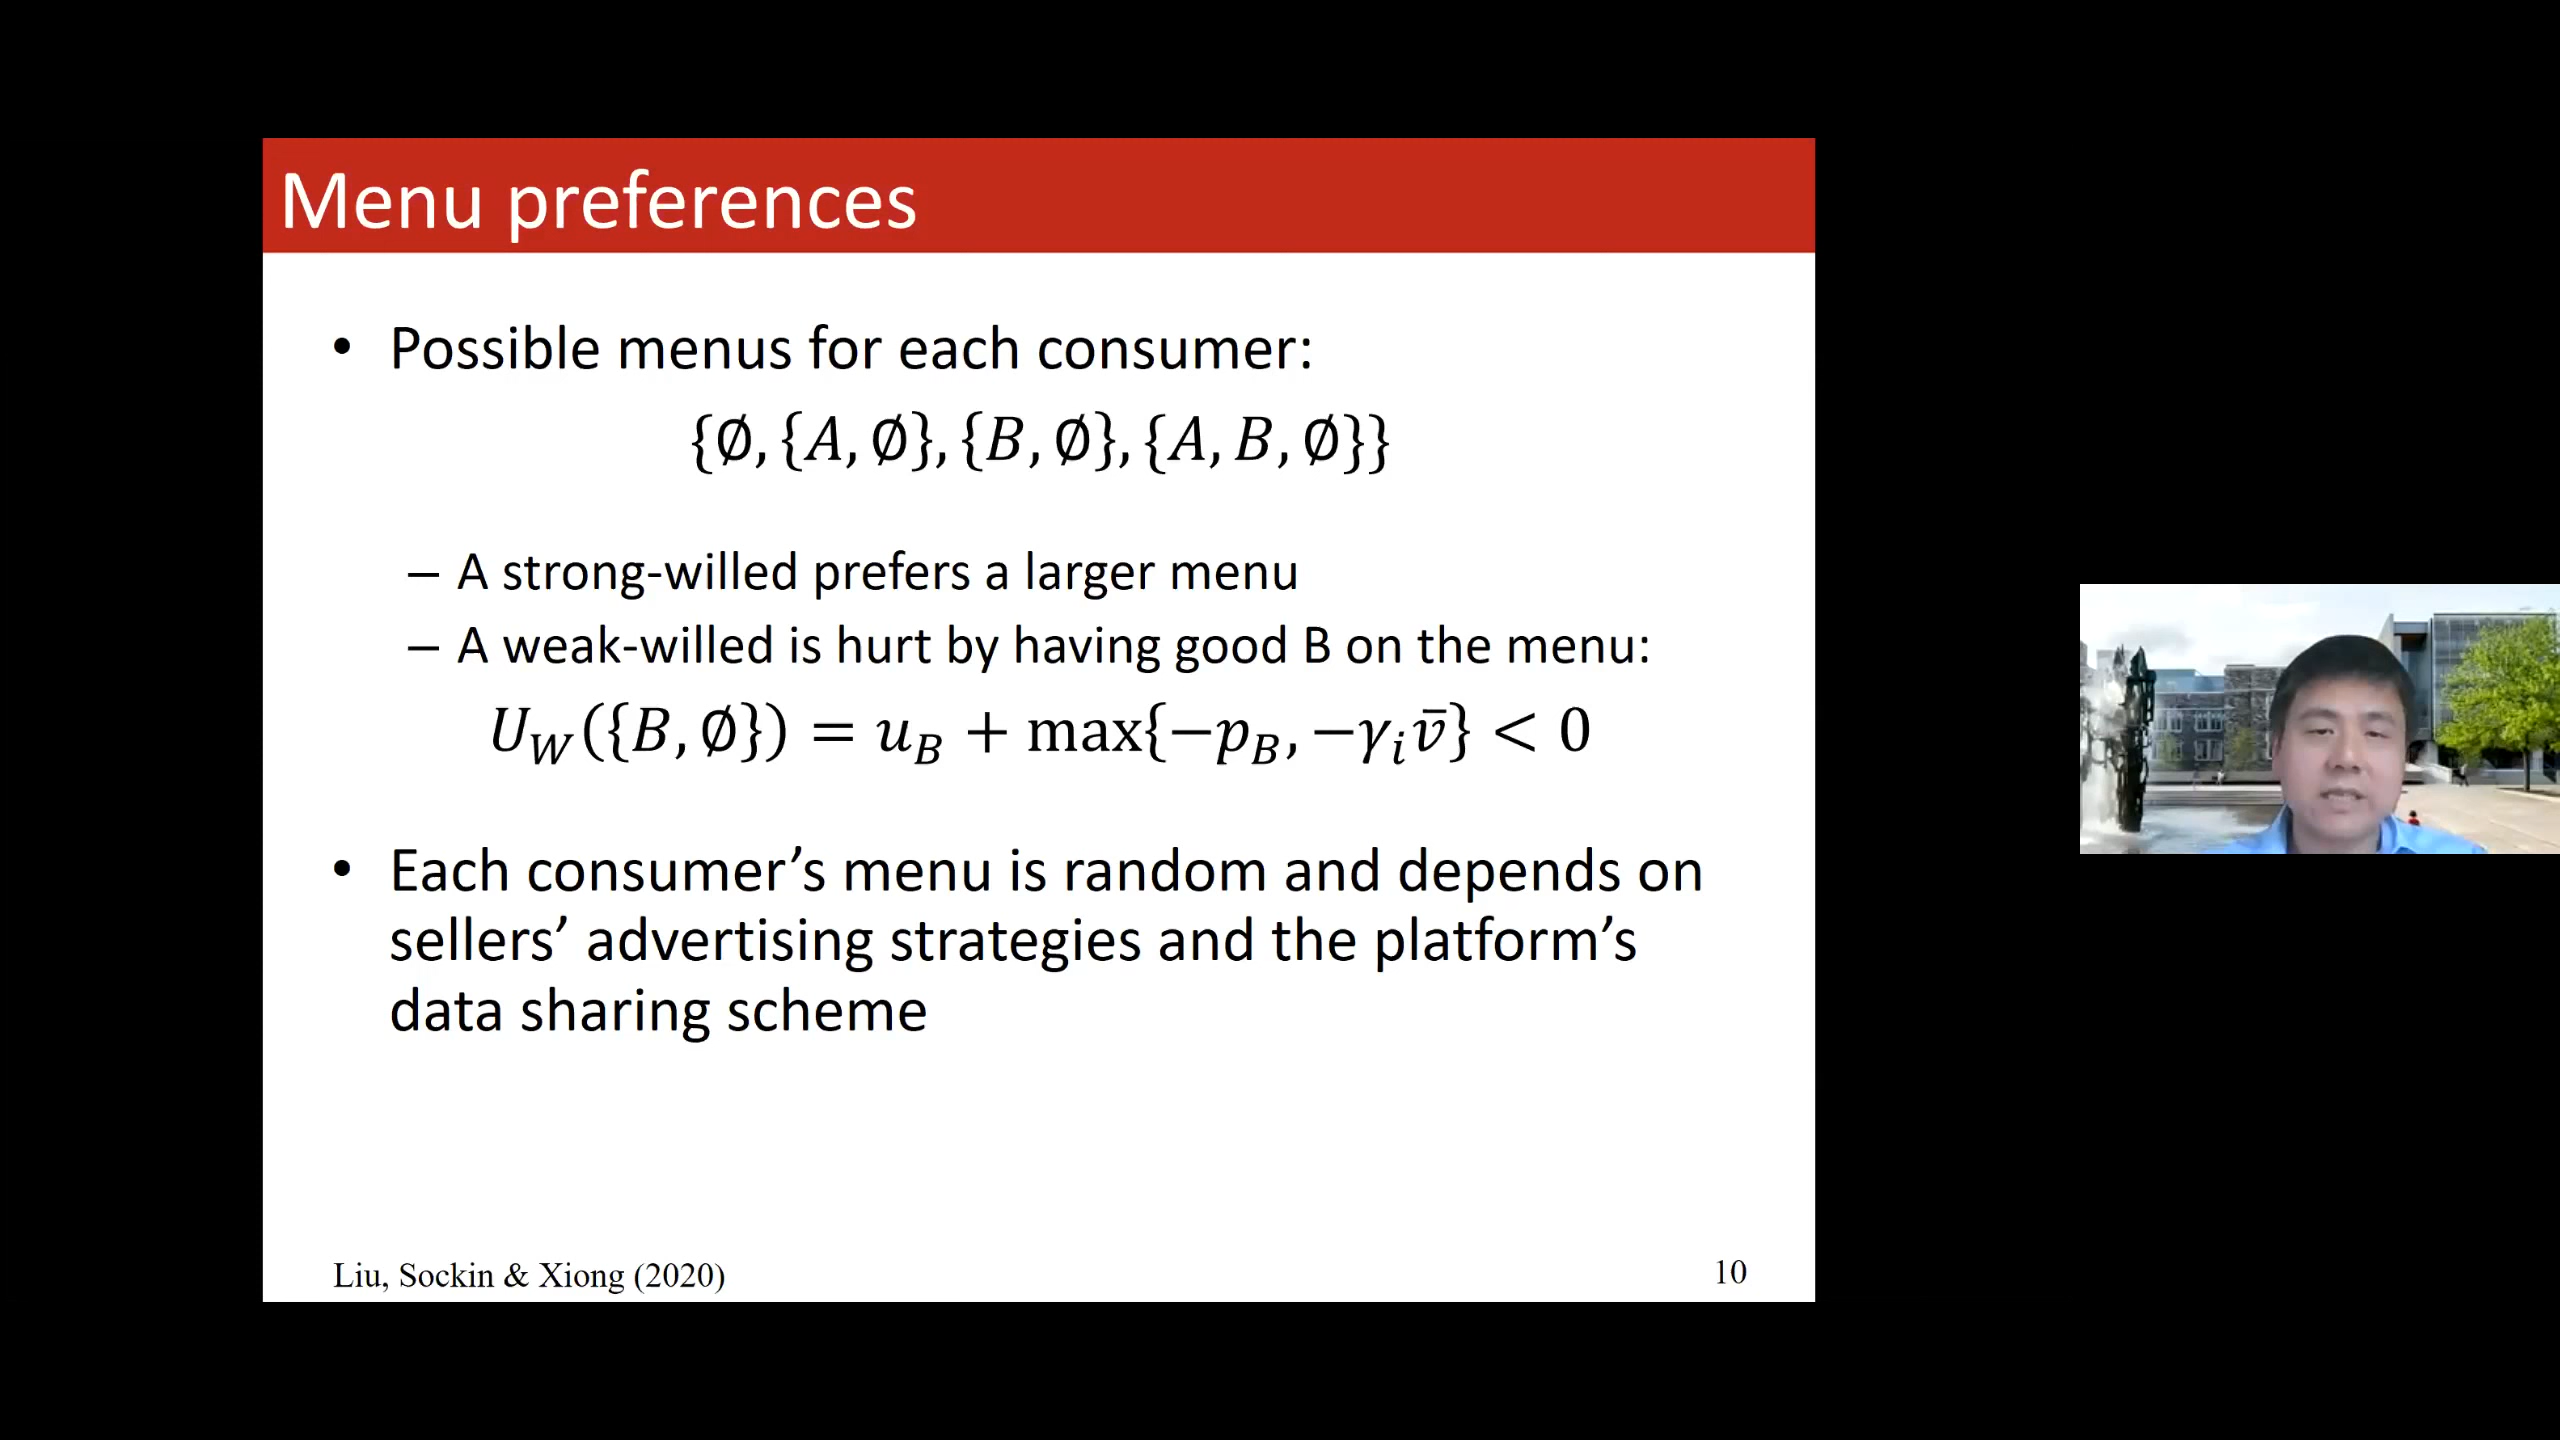 Menu preferences
• Possible menus for each consumer:
{∅, {A, ∅}, {B, ∅}, {A, B, ∅}}
– A strong-willed prefers a larger menu
– A weak-willed is hurt by having good B on the menu:
U_W({B, ∅}) = u_B + max{−p_B, −γ_i v̄} < 0
• Each consumer’s menu is random and depends on
sellers’ advertising strategies and the platform’s
data sharing scheme
Liu, Sockin & Xiong (2020)
10